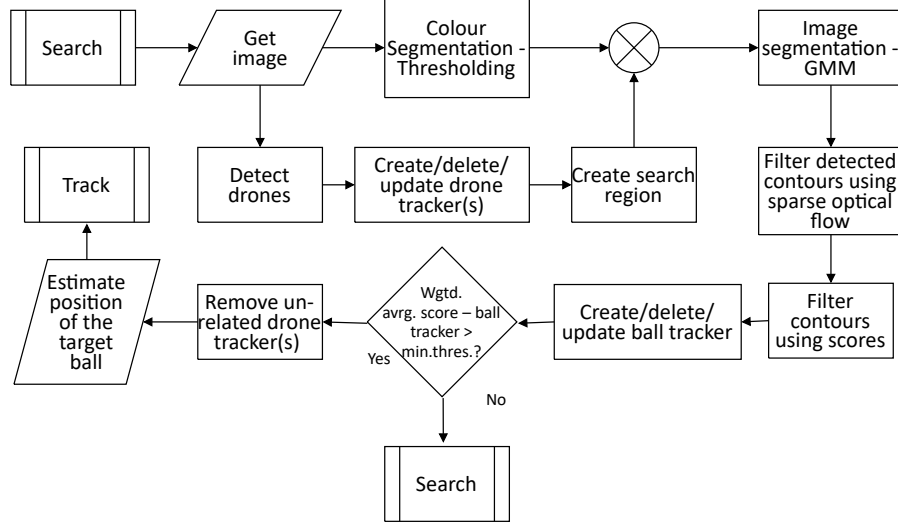 Search
Get
image
Colour
Segmentation -
Thresholding
Image
segmentation -
GMM
Track
Detect
drones
Create/delete/
update drone
tracker(s)
Create search
region
Filter detected
contours using
sparse optical
flow
Estimate
position of the
target
ball
Remove un-
related drone
tracker(s)
Wgtd.
avrg. score – ball
tracker >
min.thres.?
Yes
No
Create/delete/
update ball tracker
Filter
contours
using scores
Search